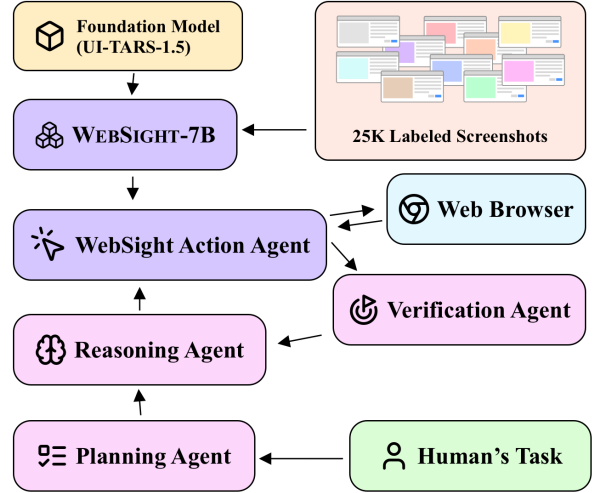 Foundation Model
(UI-TARS-1.5)
25K Labeled Screenshots
WEBSIGHT-7B
WebSight Action Agent
Web Browser
Verification Agent
Reasoning Agent
Planning Agent
Human's Task